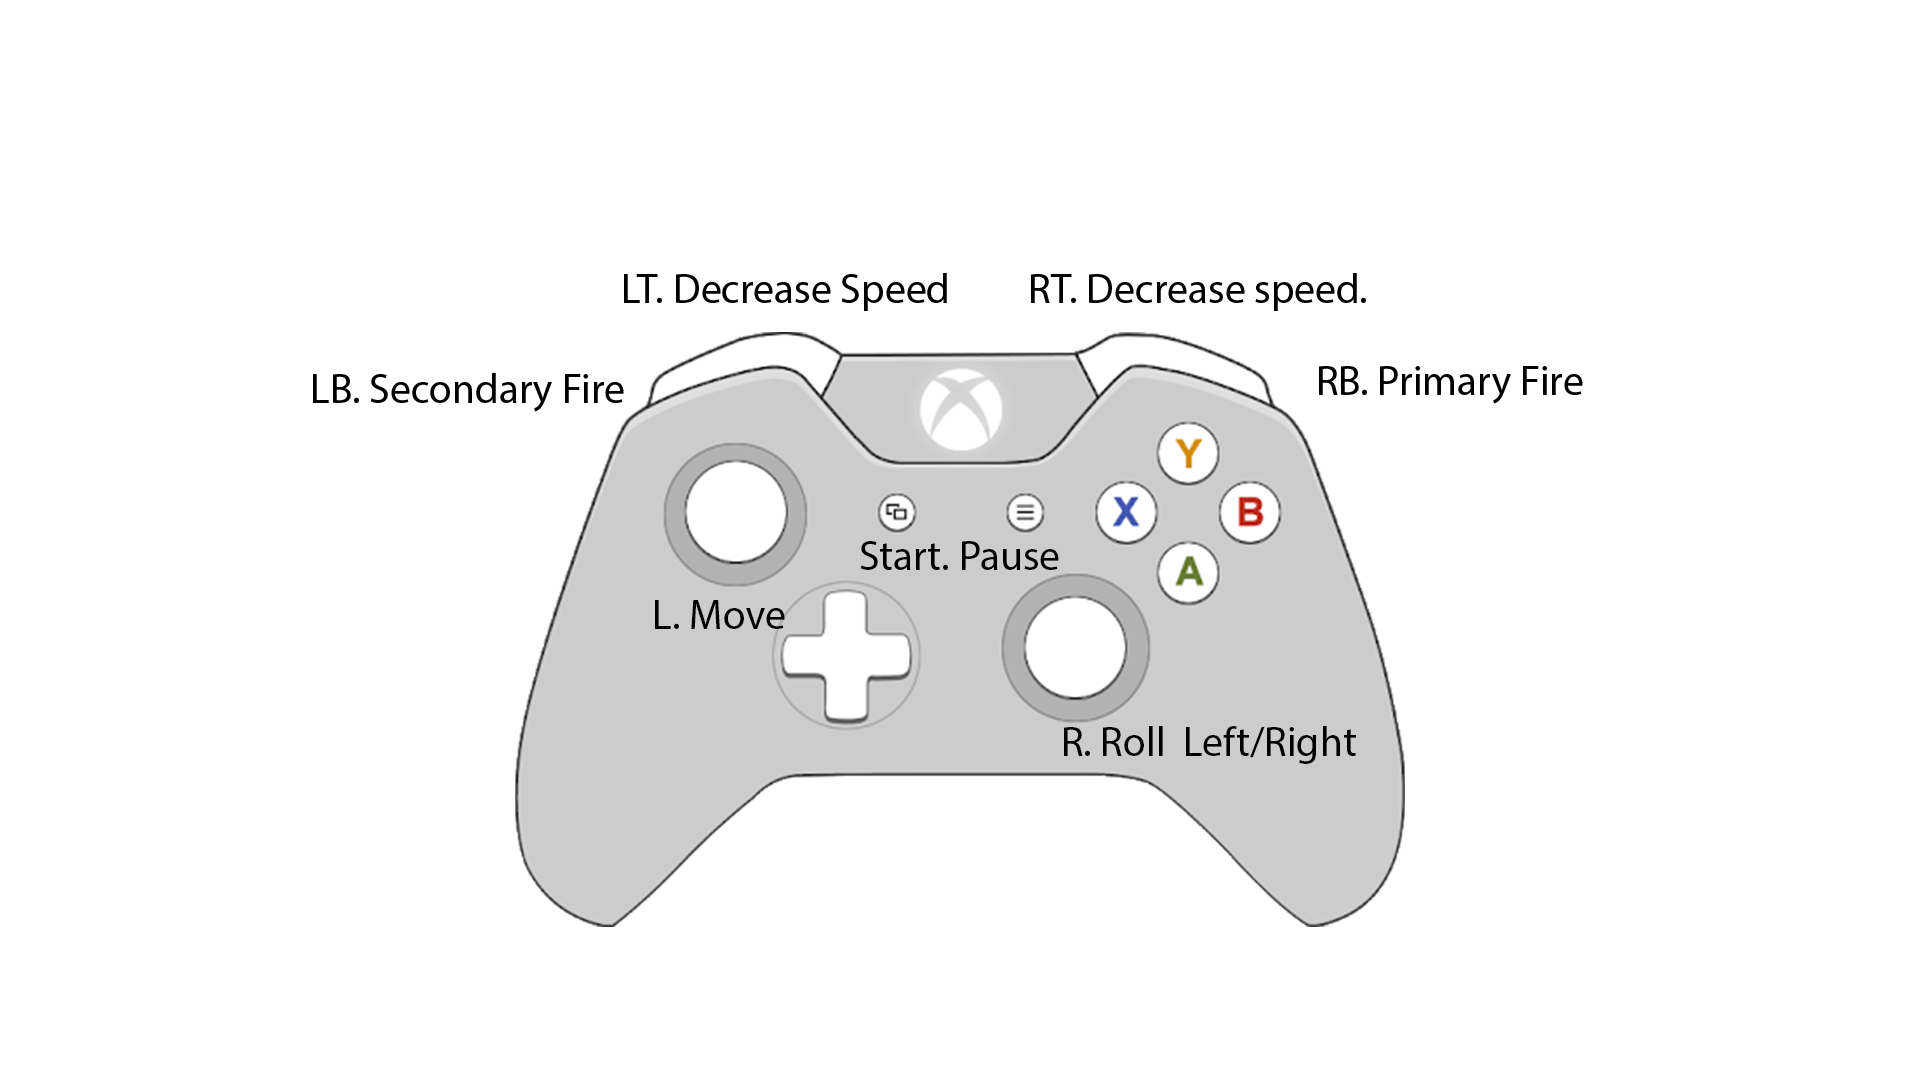 LT. Decrease Speed
RT. Decrease speed.
LB. Secondary Fire
RB. Primary Fire
Y
X
B
A
Start. Pause
L. Move
R. Roll  Left/Right